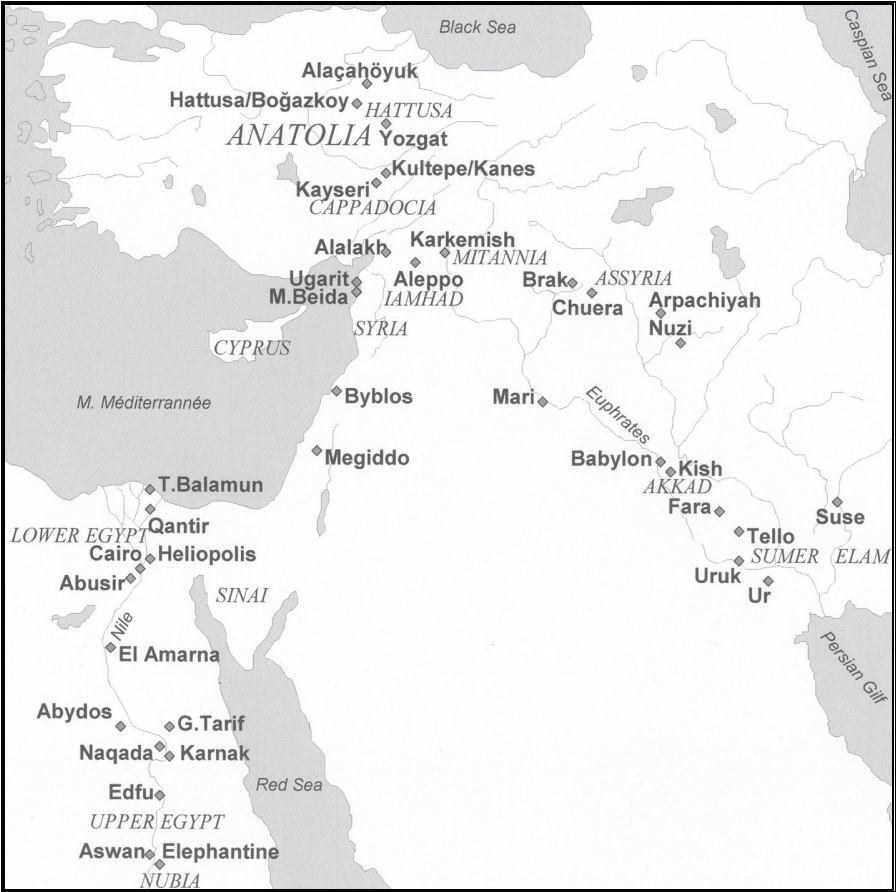 Black Sea
Caspian Sea
Alaçahöyuk
Hattusa/Boğazkoy
HATTUSA
ANATOLIA
Yozgat
Kultepe/Kanes
Kayseri
CAPPADOCIA
Alalakh
Karkemish
MITANNIA
Ugarit
Aleppo
Brak
ASSYRIA
M.Beida
IAMHAD
Chuera
Arpachiyah
SYRIA
Nuzi
CYPRUS
M. Méditerrannée
Byblos
Mari
Euphrates
Megiddo
Babylon
Kish
AKKAD
T.Balamun
Fara
Suse
Qantir
LOWER EGYPT
Tello
Cairo
Heliopolis
SUMER
ELAM
Abusir
Uruk
SINAI
Ur
Nile
El Amarna
Persian Gilf
Abydos
G.Tarif
Naqada
Karnak
Red Sea
Edfu
UPPER EGYPT
Aswan
Elephantine
NUBIA